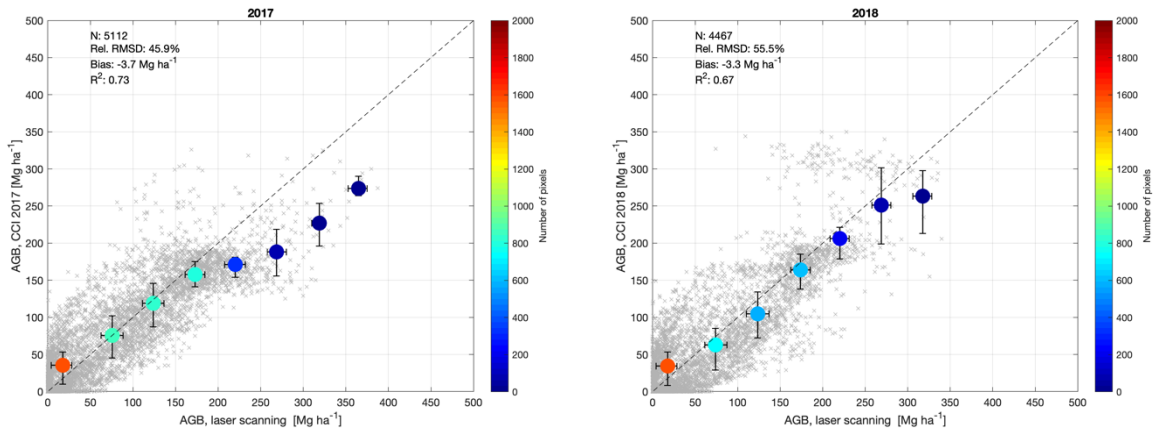 2017
N: 5112
Rel. RMSD: 45.9%
Bias: -3.7 Mg ha⁻¹
R²: 0.73
500
450
400
350
300
250
200
150
100
50
0
AGB, CCI 2017 [Mg ha⁻¹]
0 50 100 150 200 250 300 350 400 450 500
AGB, laser scanning [Mg ha⁻¹]
2000
1800
1600
1400
1200
1000
800
600
400
200
0
Number of pixels
2018
N: 4467
Rel. RMSD: 55.5%
Bias: -3.3 Mg ha⁻¹
R²: 0.67
500
450
400
350
300
250
200
150
100
50
0
AGB, CCI 2018 [Mg ha⁻¹]
0 50 100 150 200 250 300 350 400 450 500
AGB, laser scanning [Mg ha⁻¹]
2000
1800
1600
1400
1200
1000
800
600
400
200
0
Number of pixels